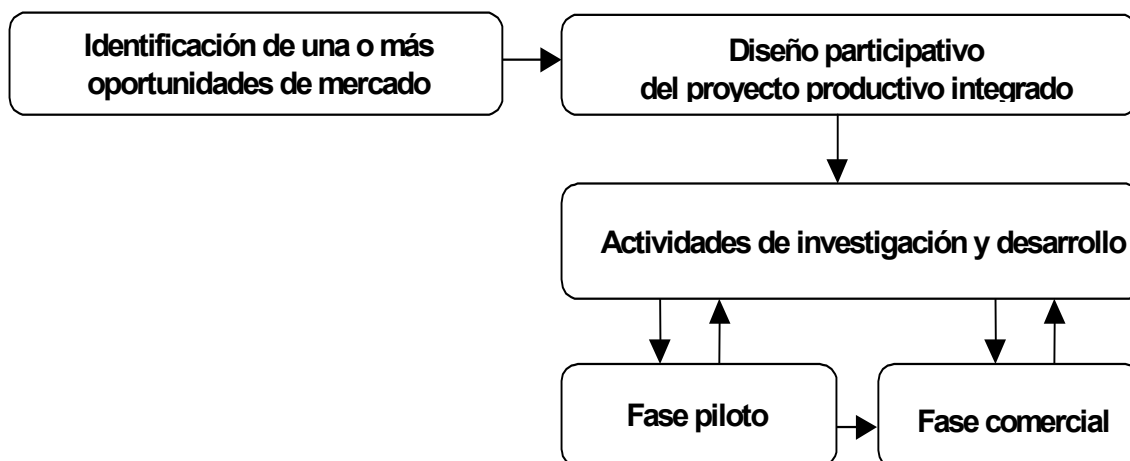 Identificación de una o más
oportunidades de mercado
Diseño participativo
del proyecto productivo integrado
Actividades de investigación y desarrollo
Fase piloto
Fase comercial